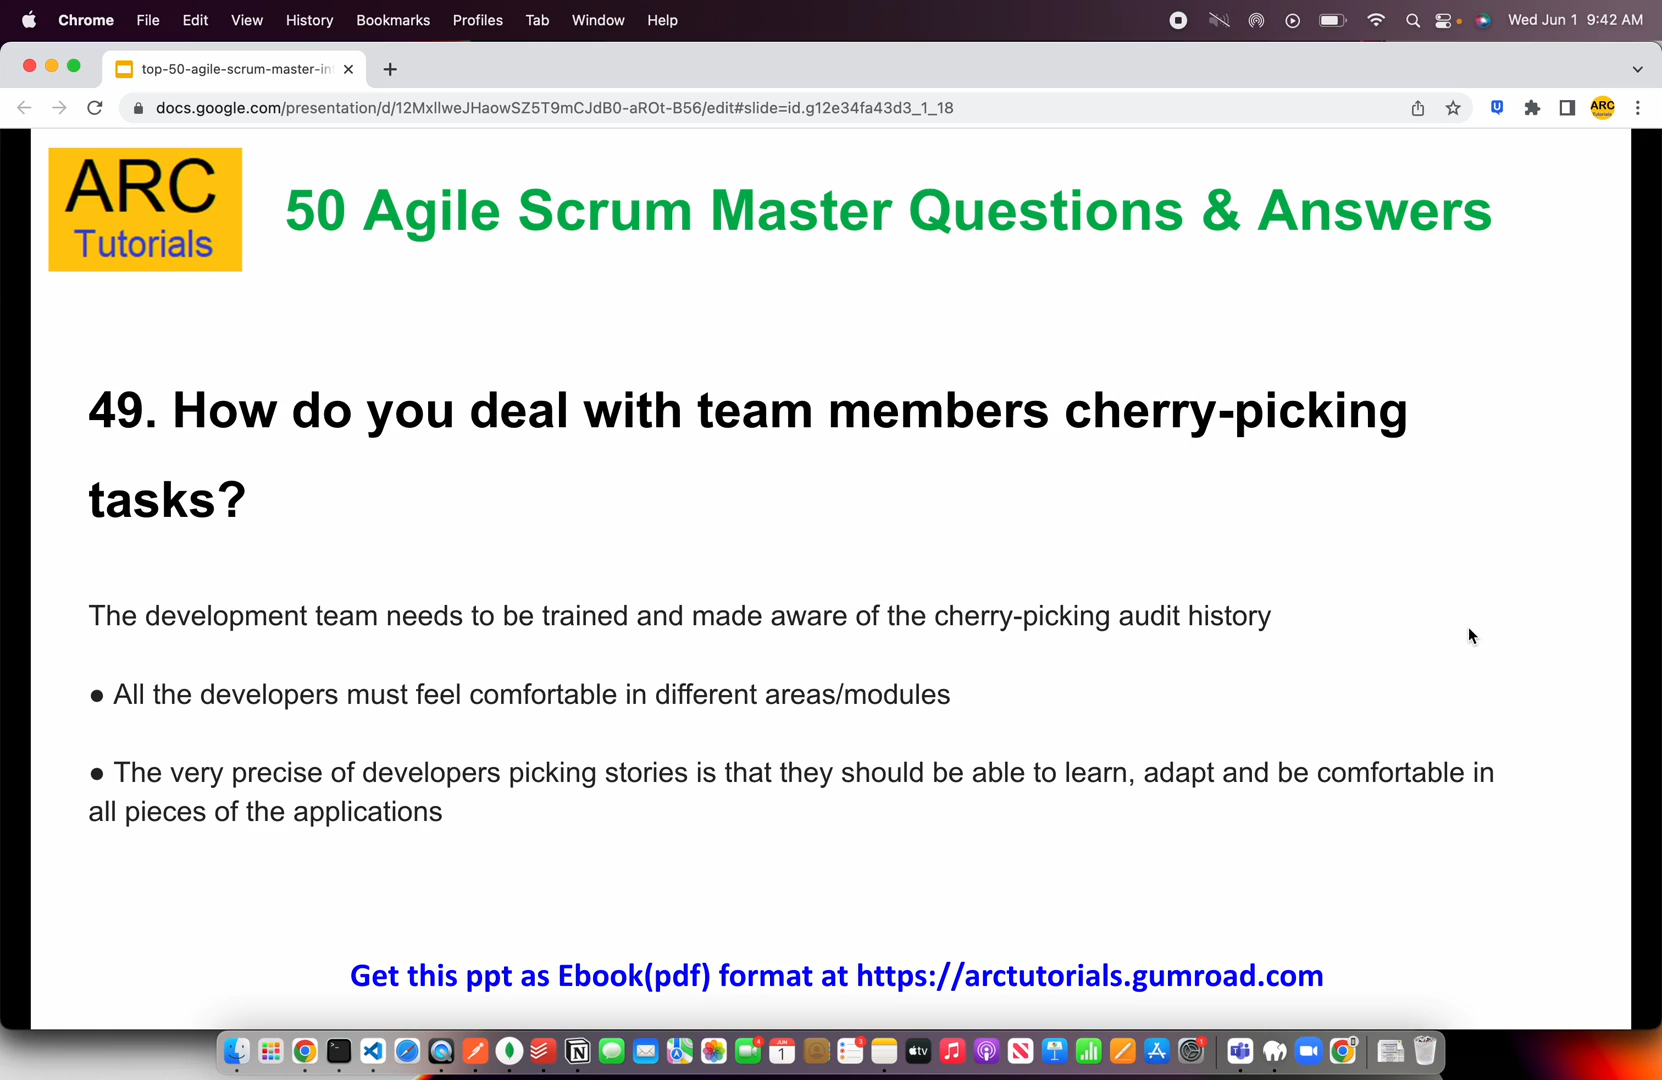 Chrome File Edit View History Bookmarks Profiles Tab Window Help Wed Jun 1 9:42 AM
top-50-agile-scrum-master-in
docs.google.com/presentation/d/12MxllweJHaowSZ5T9mCJdB0-aROt-B56/edit#slide=id.g12e34fa43d3_1_18
ARC
Tutorials
50 Agile Scrum Master Questions & Answers
49. How do you deal with team members cherry-picking
tasks?
The development team needs to be trained and made aware of the cherry-picking audit history
● All the developers must feel comfortable in different areas/modules
● The very precise of developers picking stories is that they should be able to learn, adapt and be comfortable in
all pieces of the applications
Get this ppt as Ebook(pdf) format at https://arctutorials.gumroad.com